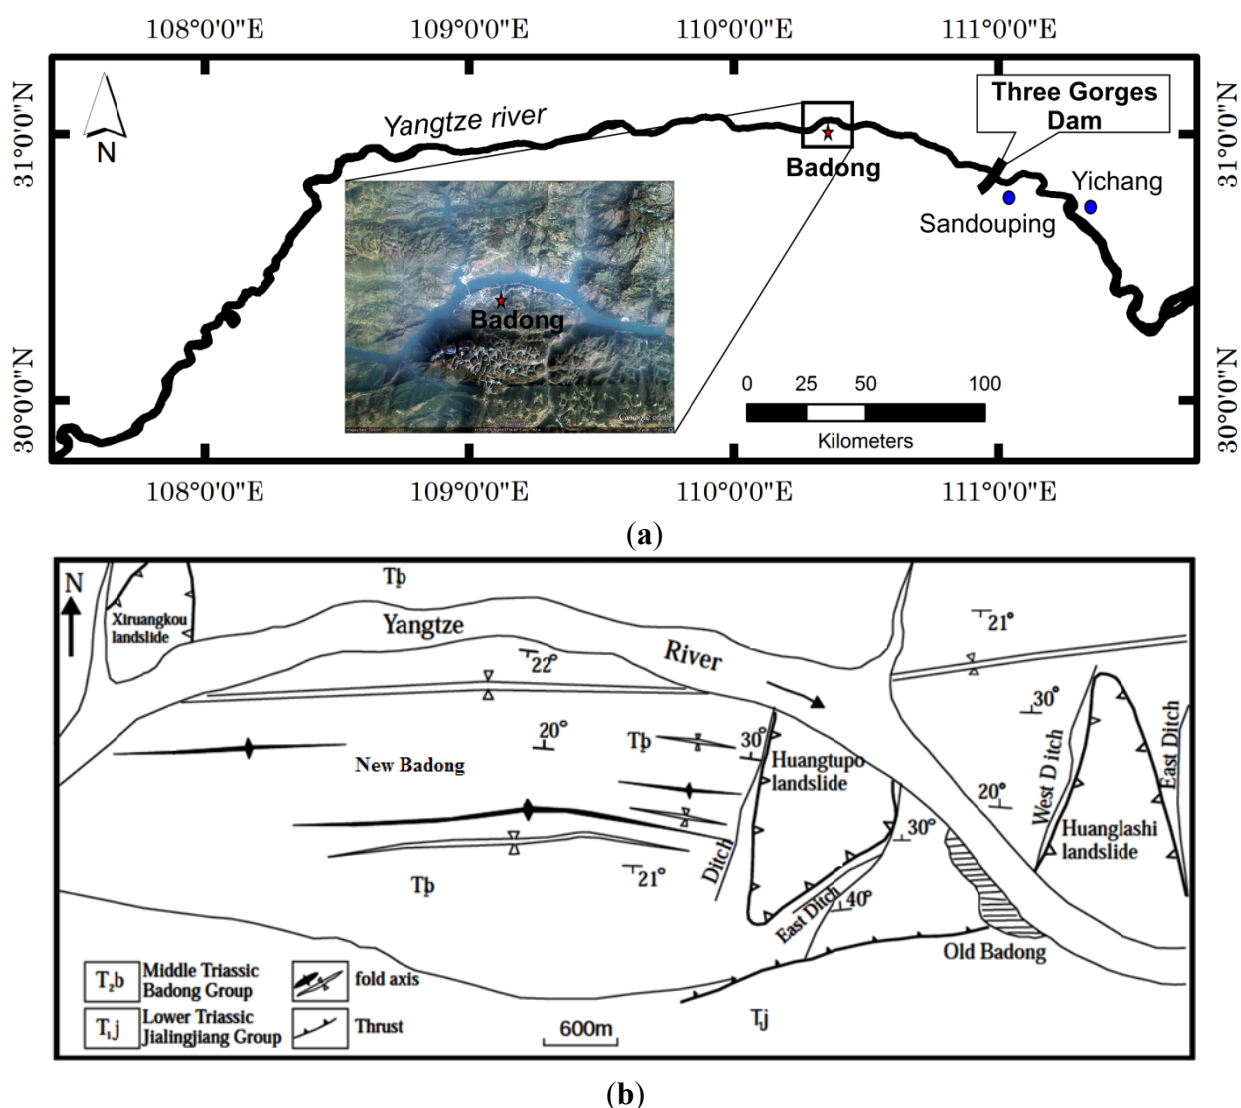 108°0'0"E 109°0'0"E 110°0'0"E 111°0'0"E
31°0'0"N
30°0'0"N
31°0'0"N
30°0'0"N
N
Yangtze river
Three Gorges
Dam
Badong
Yichang
Sandouping
Badong
0 25 50 100
Kilometers
108°0'0"E 109°0'0"E 110°0'0"E 111°0'0"E
(a)
N
T₂b
Xiruangkou
landslide
Yangtze
River
21°
22°
30°
20°
T₂b
30°
New Badong
Huangtupo
landslide
West Ditch
East Ditch
20°
Huanglashi
landslide
30°
Ditch
21°
T₂b
East Ditch
40°
Old Badong
T₂b
Middle Triassic
Badong Group
fold axis
T₁j
Lower Triassic
Jialingjiang Group
Thrust
600m
T₁j
(b)